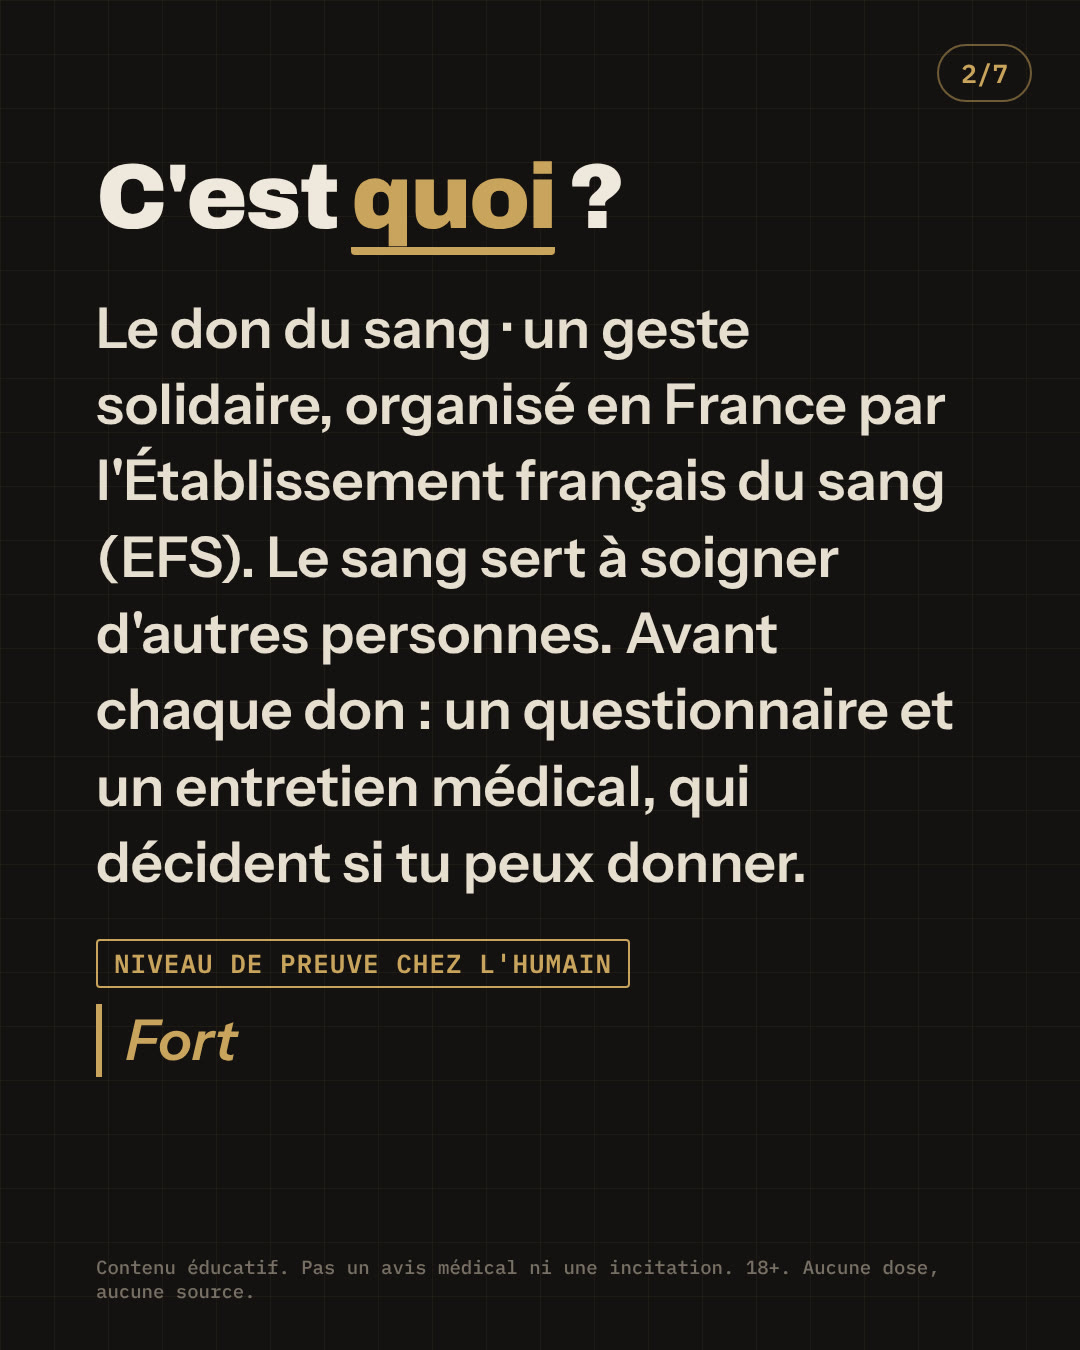 2/7
C'est quoi ?
Le don du sang · un geste
solidaire, organisé en France par
l'Établissement français du sang
(EFS). Le sang sert à soigner
d'autres personnes. Avant
chaque don : un questionnaire et
un entretien médical, qui
décident si tu peux donner.
NIVEAU DE PREUVE CHEZ L'HUMAIN
Fort
Contenu éducatif. Pas un avis médical ni une incitation. 18+. Aucune dose,
aucune source.